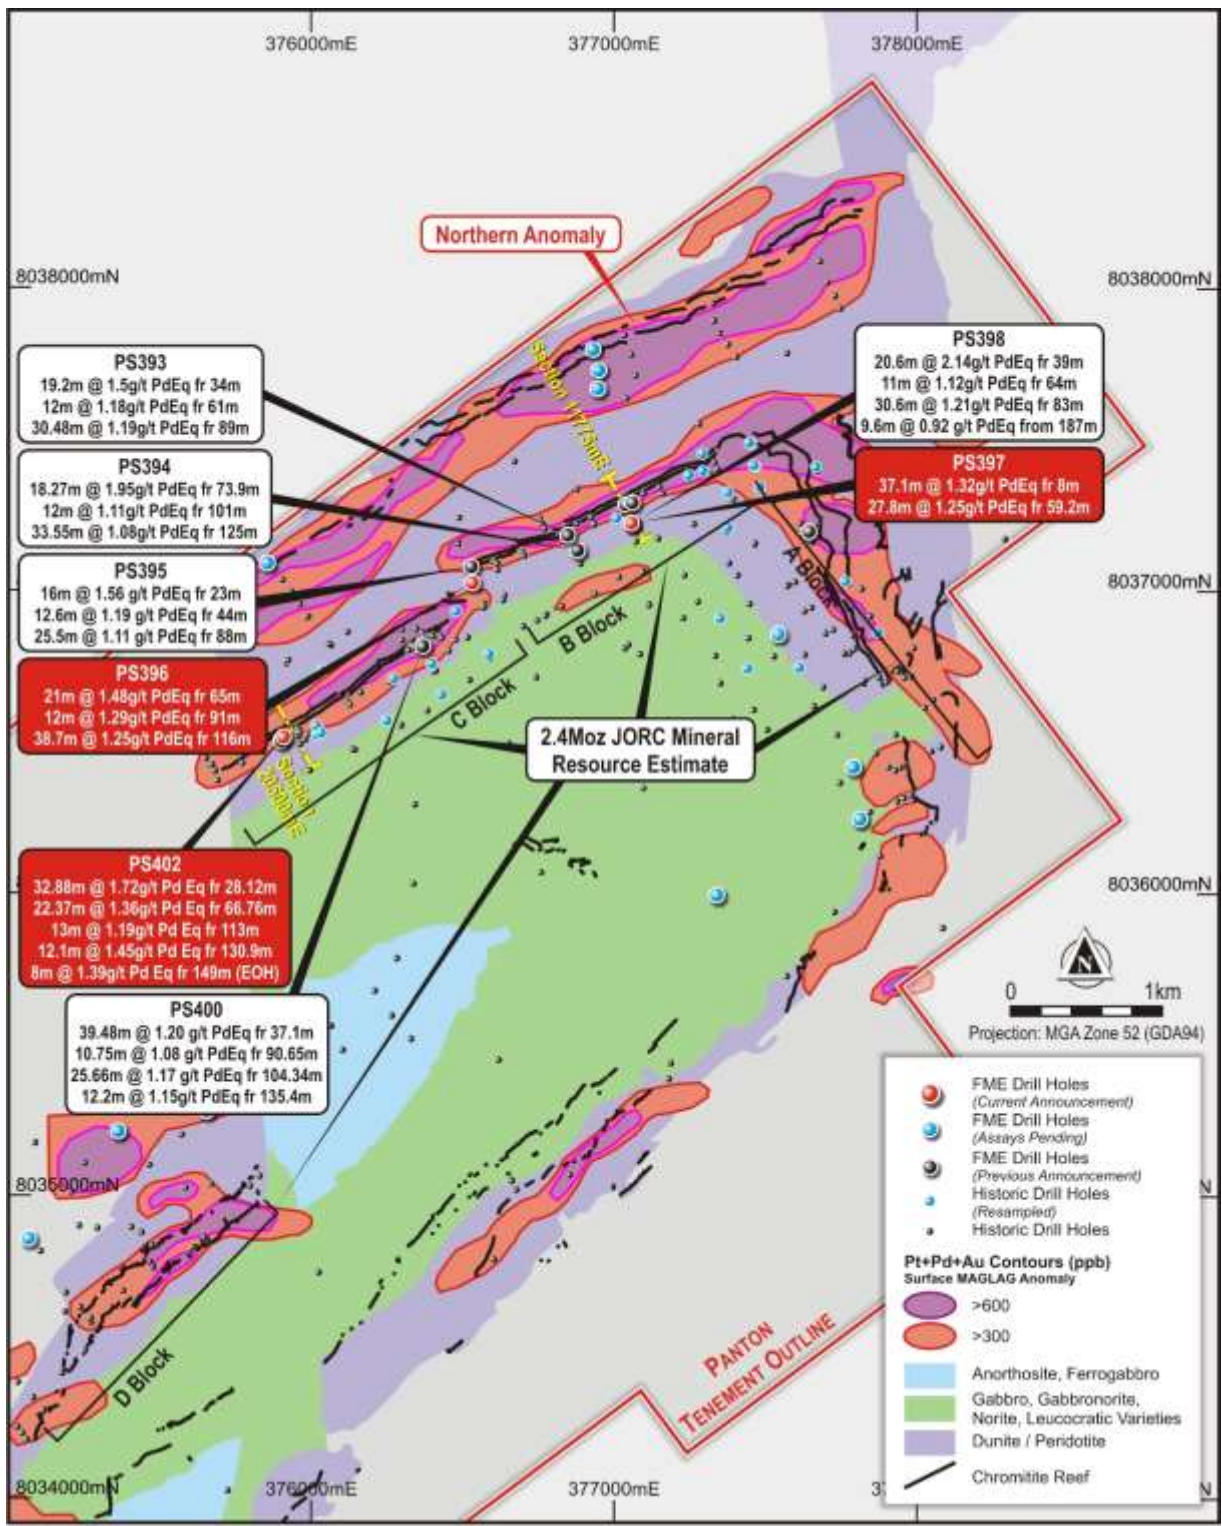 376000mE
377000mE
378000mE
Northern Anomaly
8038000mN
8038000mN
Section 11775mE
PS393
19.2m @ 1.5g/t PdEq fr 34m
12m @ 1.18g/t PdEq fr 61m
30.48m @ 1.19g/t PdEq fr 89m
PS398
20.6m @ 2.14g/t PdEq fr 39m
11m @ 1.12g/t PdEq fr 64m
30.6m @ 1.21g/t PdEq fr 83m
9.6m @ 0.92 g/t PdEq from 187m
PS394
18.27m @ 1.95g/t PdEq fr 73.9m
12m @ 1.11g/t PdEq fr 101m
33.55m @ 1.08g/t PdEq fr 125m
PS397
37.1m @ 1.32g/t PdEq fr 8m
27.8m @ 1.25g/t PdEq fr 59.2m
PS395
16m @ 1.56 g/t PdEq fr 23m
12.6m @ 1.19 g/t PdEq fr 44m
25.5m @ 1.11 g/t PdEq fr 88m
A Block
8037000mN
B Block
PS396
21m @ 1.48g/t PdEq fr 65m
12m @ 1.29g/t PdEq fr 91m
38.7m @ 1.25g/t PdEq fr 116m
C Block
2.4Moz JORC Mineral
Resource Estimate
Section
PS402
32.88m @ 1.72g/t Pd Eq fr 28.12m
22.37m @ 1.36g/t Pd Eq fr 66.76m
13m @ 1.19g/t Pd Eq fr 113m
12.1m @ 1.45g/t Pd Eq fr 130.9m
8m @ 1.39g/t Pd Eq fr 149m (EOH)
8036000mN
N
0 1km
Projection: MGA Zone 52 (GDA94)
PS400
39.48m @ 1.20 g/t PdEq fr 37.1m
10.75m @ 1.08 g/t PdEq fr 90.65m
25.66m @ 1.17 g/t PdEq fr 104.34m
12.2m @ 1.15g/t PdEq fr 135.4m
8035000mN
N
D Block
PANTON
TENEMENT OUTLINE
FME Drill Holes
(Current Announcement)
FME Drill Holes
(Assays Pending)
FME Drill Holes
(Previous Announcement)
Historic Drill Holes
(Resampled)
Historic Drill Holes
Pt+Pd+Au Contours (ppb)
Surface MAGLAG Anomaly
>600
>300
Anorthosite, Ferrogabbro
Gabbro, Gabbronorite,
Norite, Leucocratic Varieties
Dunite / Peridotite
Chromitite Reef
8034000mN
376000mE
377000mE
37
N